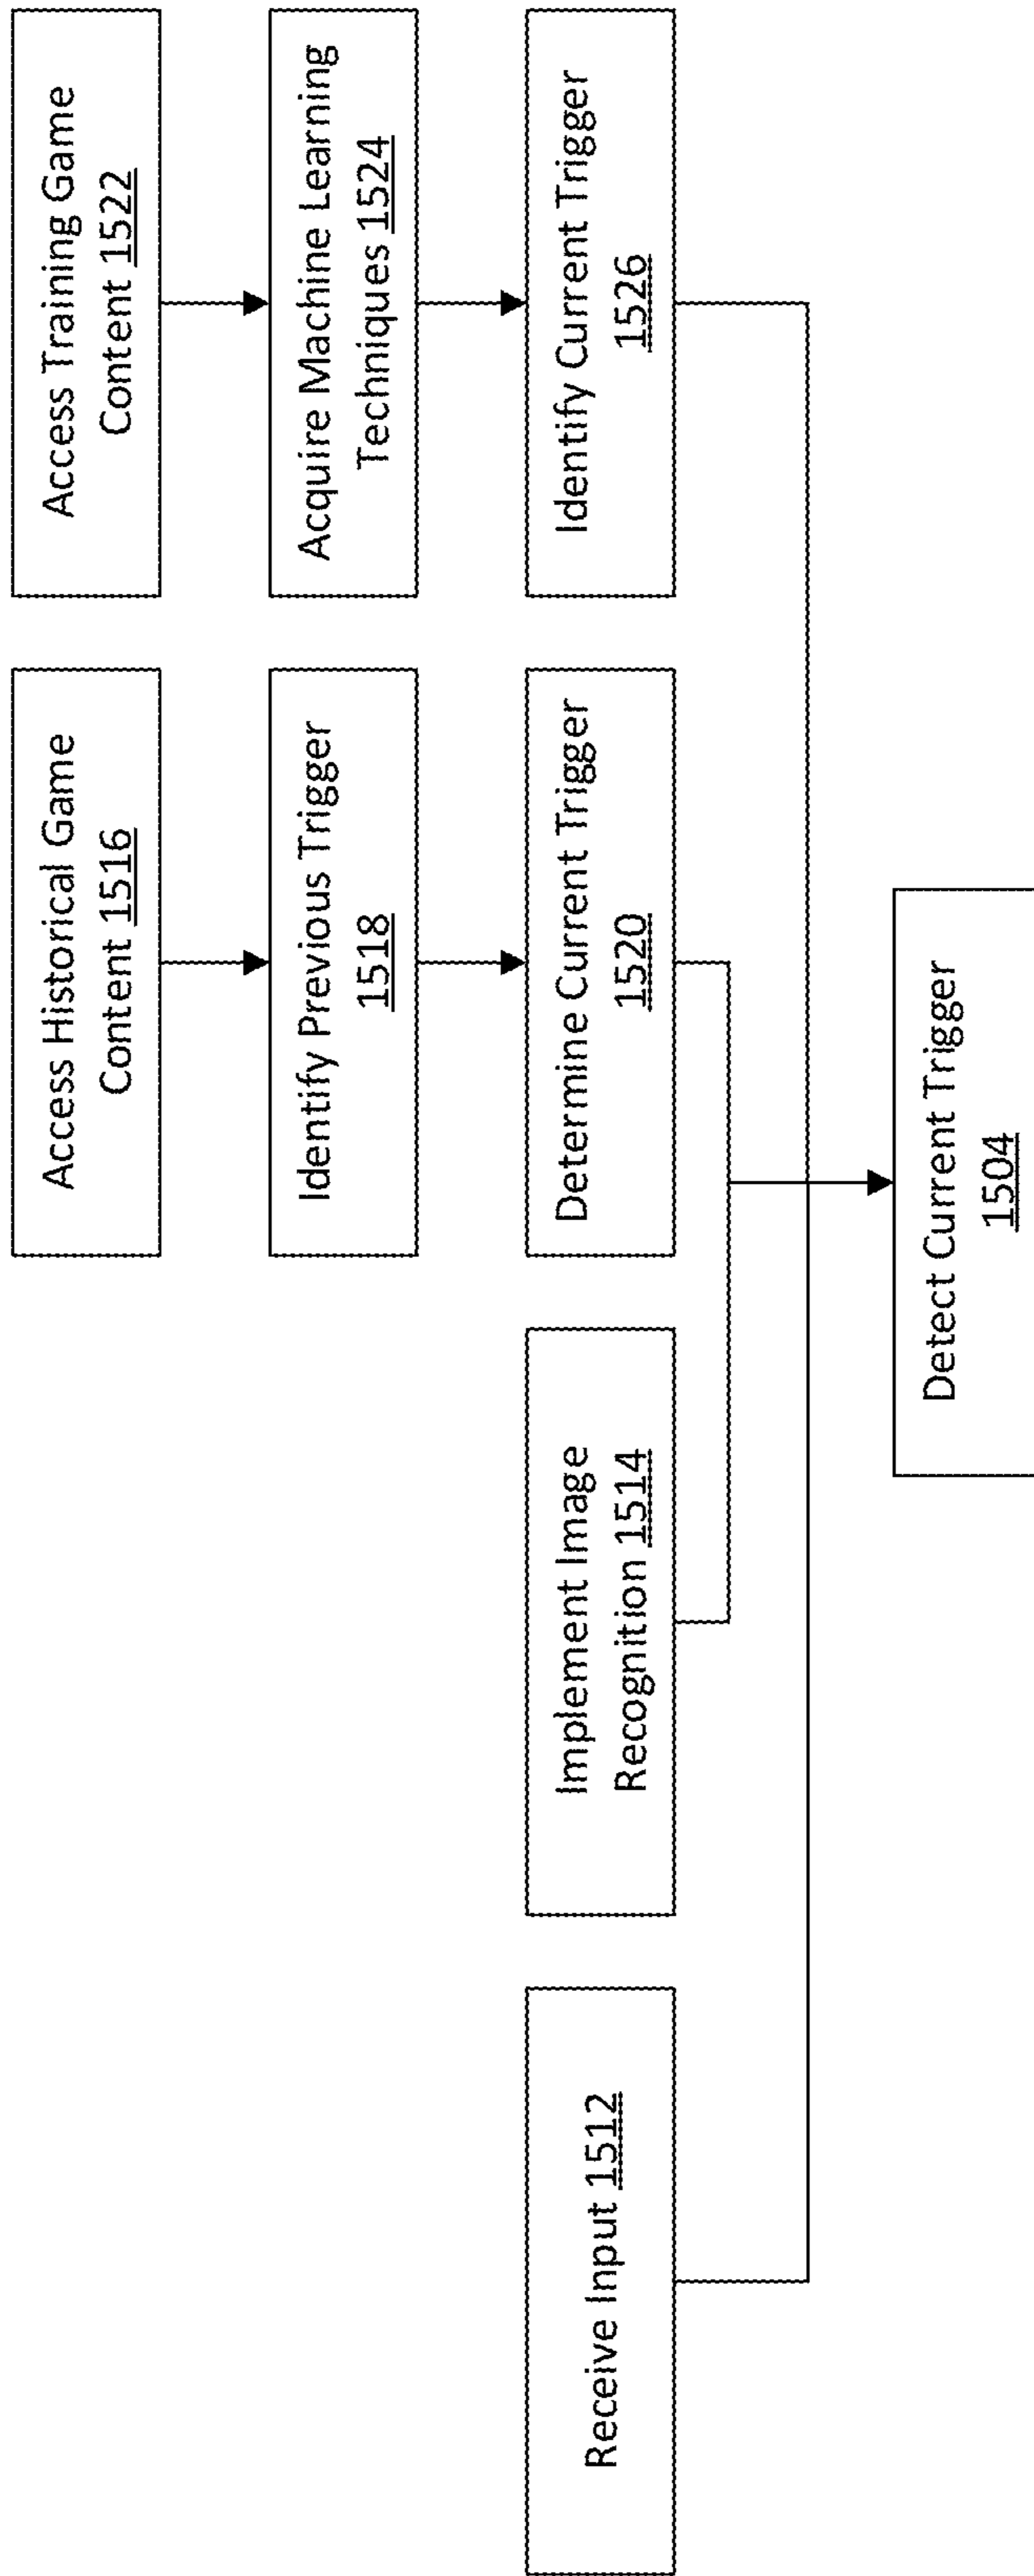 Access Training Game
Content 1522
Acquire Machine Learning
Techniques 1524
Identify Current Trigger
1526
Access Historical Game
Content 1516
Identify Previous Trigger
1518
Determine Current Trigger
1520
Implement Image
Recognition 1514
Receive Input 1512
Detect Current Trigger
1504